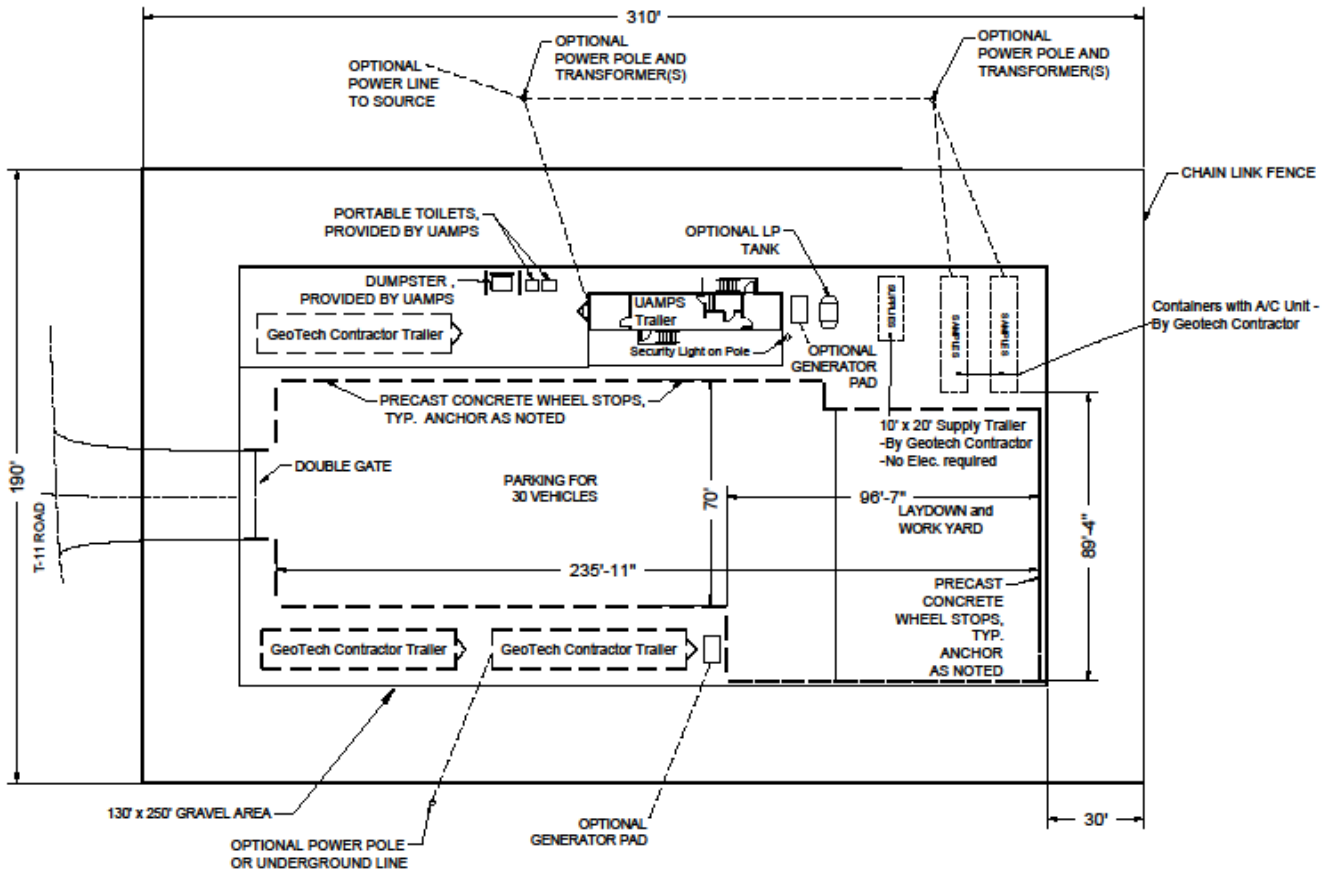 310'
OPTIONAL
POWER POLE AND
TRANSFORMER(S)
OPTIONAL
POWER POLE AND
TRANSFORMER(S)
OPTIONAL
POWER LINE
TO SOURCE
CHAIN LINK FENCE
PORTABLE TOILETS,
PROVIDED BY UAMPS
OPTIONAL LP
TANK
DUMPSTER ,
PROVIDED BY UAMPS
UAMPS
Trailer
SUPPLIES
SAMPLES
SAMPLES
Containers with A/C Unit -
By Geotech Contractor
GeoTech Contractor Trailer
Security Light on Pole
OPTIONAL
GENERATOR
PAD
PRECAST CONCRETE WHEEL STOPS,
TYP. ANCHOR AS NOTED
10' x 20' Supply Trailer
-By Geotech Contractor
-No Elec. required
DOUBLE GATE
190'
T-11 ROAD
PARKING FOR
30 VEHICLES
70'
96'-7"
LAYDOWN and
WORK YARD
89'-4"
235'-11"
PRECAST
CONCRETE
WHEEL STOPS,
TYP.
ANCHOR
AS NOTED
GeoTech Contractor Trailer
GeoTech Contractor Trailer
130' x 250' GRAVEL AREA
OPTIONAL POWER POLE
OR UNDERGROUND LINE
OPTIONAL
GENERATOR PAD
30'